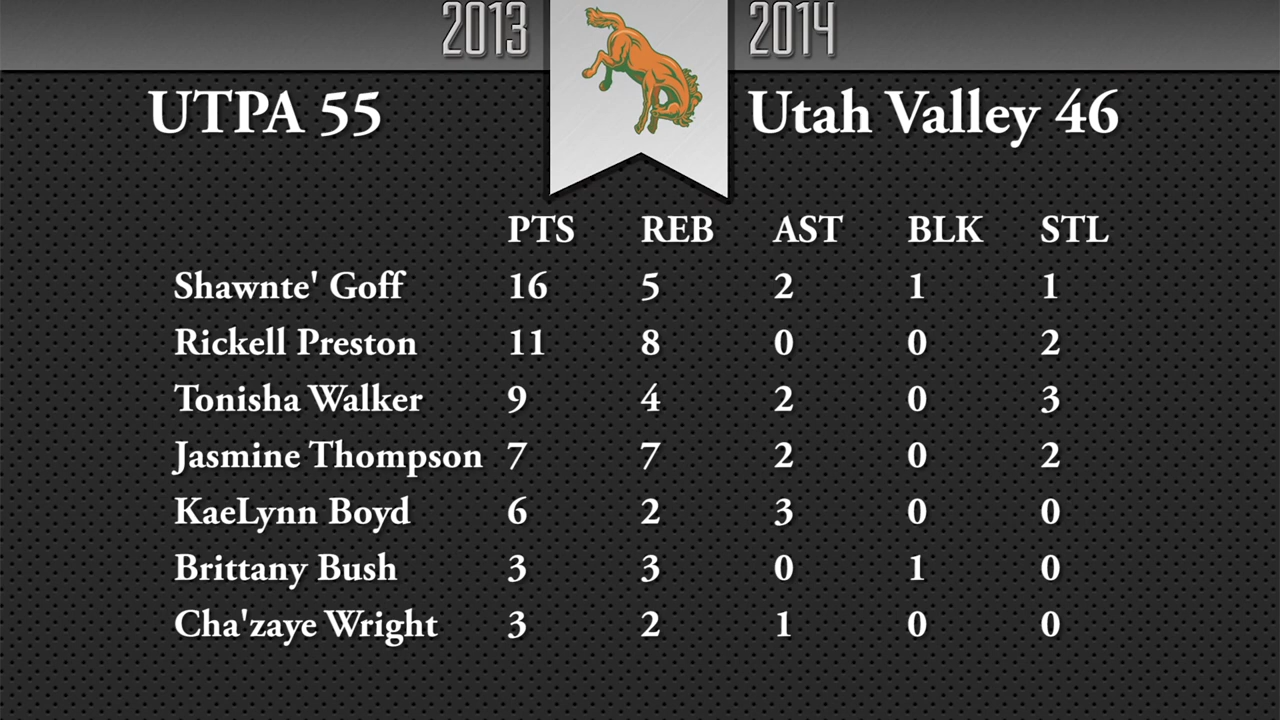 2013 2014
UTPA 55 Utah Valley 46
PTS REB AST BLK STL
Shawnte' Goff 16 5 2 1 1
Rickell Preston 11 8 0 0 2
Tonisha Walker 9 4 2 0 3
Jasmine Thompson 7 7 2 0 2
KaeLynn Boyd 6 2 3 0 0
Brittany Bush 3 3 0 1 0
Cha'zaye Wright 3 2 1 0 0